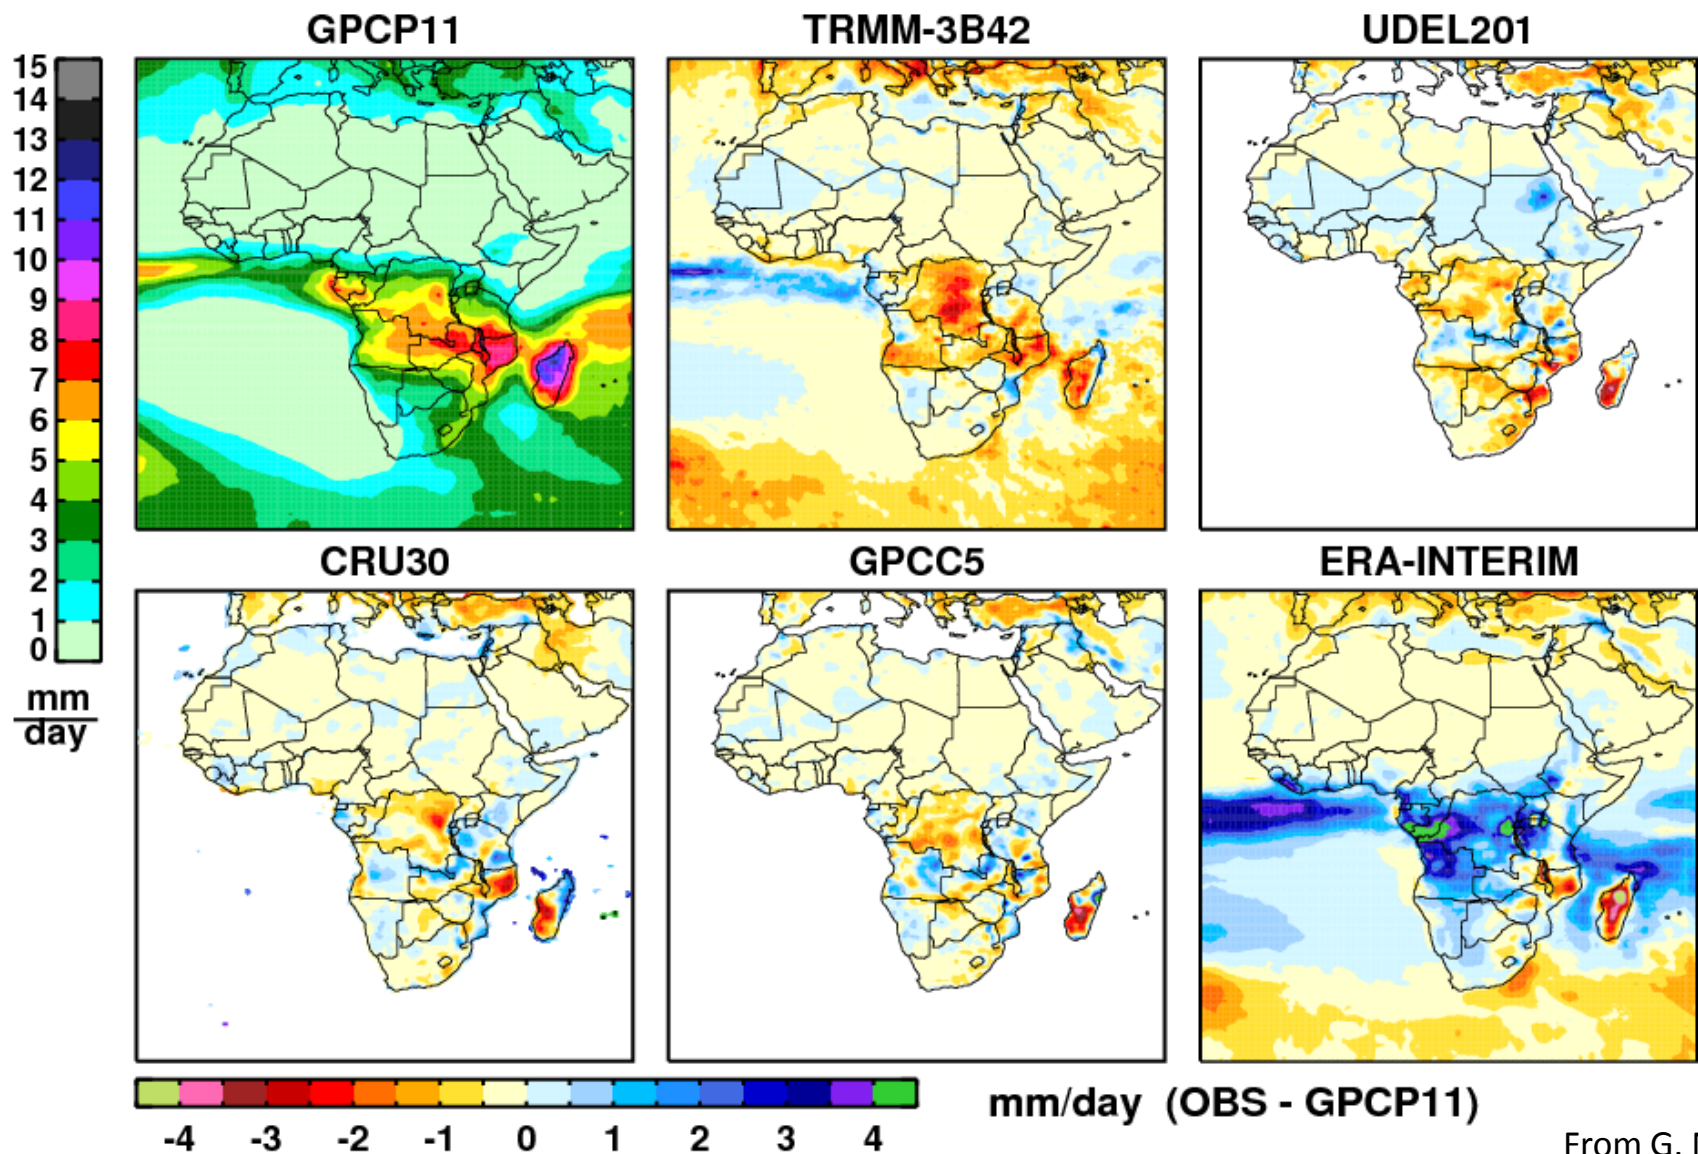 GPCP11 TRMM-3B42 UDEL201
15
14
13
12
11
10
9
8
7
6
5
4
3
2
1
0
mm
day
CRU30 GPCC5 ERA-INTERIM
-4 -3 -2 -1 0 1 2 3 4
mm/day (OBS - GPCP11)
From G.